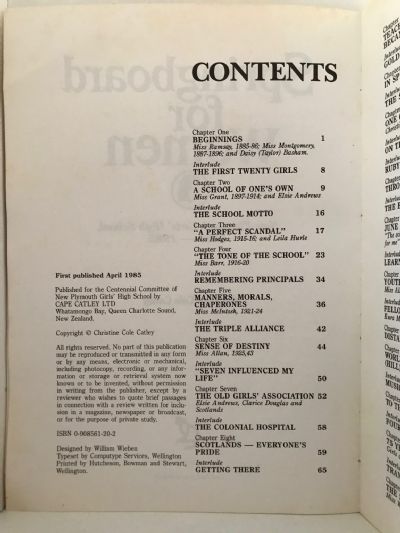 CONTENTS
Chapter One
BEGINNINGS 1
Miss Ramsay, 1885-86; Miss Montgomery,
1887-1896; and Daisy (Taylor) Basham.
Interlude
THE FIRST TWENTY GIRLS 8
Chapter Two
A SCHOOL OF ONE'S OWN 9
Miss Grant, 1897-1914; and Elsie Andrews
Interlude
THE SCHOOL MOTTO 16
Chapter Three
"A PERFECT SCANDAL" 17
Miss Hodges, 1915-16; and Leila Hurle
Chapter Four
"THE TONE OF THE SCHOOL" 23
Miss Barr, 1916-20
Interlude
REMEMBERING PRINCIPALS 34
Chapter Five
MANNERS, MORALS,
CHAPERONES 36
Miss McIntosh, 1921-24
Interlude
THE TRIPLE ALLIANCE 42
Chapter Six
SENSE OF DESTINY 44
Miss Allan, 1925,43
Interlude
"SEVEN INFLUENCED MY
LIFE" 50
Chapter Seven
THE OLD GIRLS' ASSOCIATION 52
Elsie Andrews, Clarice Douglas and
Scotlands
Interlude
THE COLONIAL HOSPITAL 58
Chapter Eight
SCOTLANDS — EVERYONE'S
PRIDE 59
Interlude
GETTING THERE 65
First published April 1985
Published for the Centennial Committee of
New Plymouth Girls' High School by
CAPE CATLEY LTD
Whatamongo Bay, Queen Charlotte Sound,
New Zealand.
Copyright © Christine Cole Catley
All rights reserved. No part of this publication
may be reproduced or transmitted in any form
or by any means, electronic or mechanical,
including photocopy, recording, or any infor-
mation or storage or retrieval system now
known or to be invented, without permission
in writing from the publisher, except by a
reviewer who wishes to quote brief passages
in connection with a review written for inclus-
ion in a magazine, newspaper or broadcast,
or for the purpose of private study.
ISBN 0-908561-20-2
Designed by William Wieben
Typeset by Computype Services, Wellington
Printed by Hutcheson, Bowman and Stewart,
Wellington.